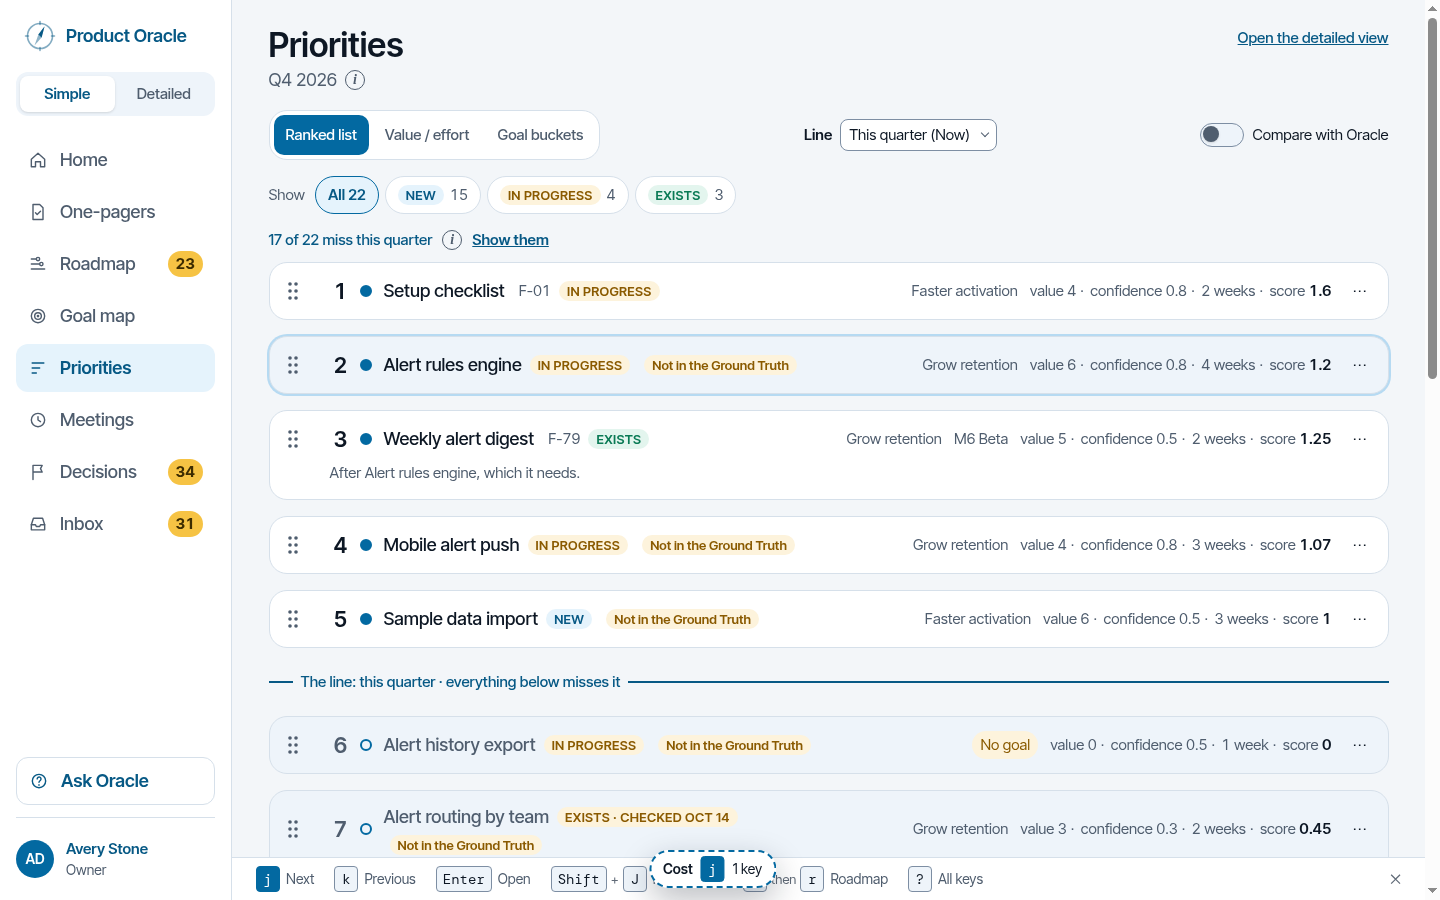 Product Oracle
Simple Detailed
Home
One-pagers
Roadmap 23
Goal map
Priorities
Meetings
Decisions 34
Inbox 31
Ask Oracle
AD Avery Stone
Owner
Priorities
Open the detailed view
Q4 2026 i
Ranked list Value / effort Goal buckets
Line This quarter (Now)
Compare with Oracle
Show All 22 NEW 15 IN PROGRESS 4 EXISTS 3
17 of 22 miss this quarter i Show them
1 Setup checklist F-01 IN PROGRESS Faster activation value 4 · confidence 0.8 · 2 weeks · score 1.6 ...
2 Alert rules engine IN PROGRESS Not in the Ground Truth Grow retention value 6 · confidence 0.8 · 4 weeks · score 1.2 ...
3 Weekly alert digest F-79 EXISTS Grow retention M6 Beta value 5 · confidence 0.5 · 2 weeks · score 1.25 ...
After Alert rules engine, which it needs.
4 Mobile alert push IN PROGRESS Not in the Ground Truth Grow retention value 4 · confidence 0.8 · 3 weeks · score 1.07 ...
5 Sample data import NEW Not in the Ground Truth Faster activation value 6 · confidence 0.5 · 3 weeks · score 1 ...
The line: this quarter · everything below misses it
6 Alert history export IN PROGRESS Not in the Ground Truth No goal value 0 · confidence 0.5 · 1 week · score 0 ...
7 Alert routing by team EXISTS · CHECKED OCT 14 Grow retention value 3 · confidence 0.3 · 2 weeks · score 0.45 ...
Not in the Ground Truth
j Next k Previous Enter Open Shift + J then r Roadmap ? All keys
Cost j 1 key